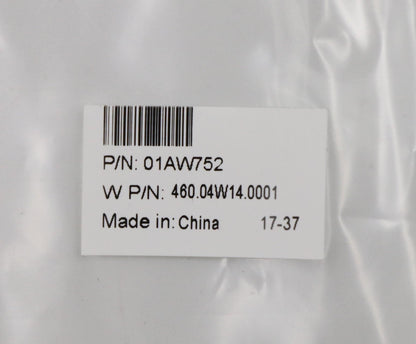 P/N: 01AW752
W P/N: 460.04W14.0001
Made in: China 17-37